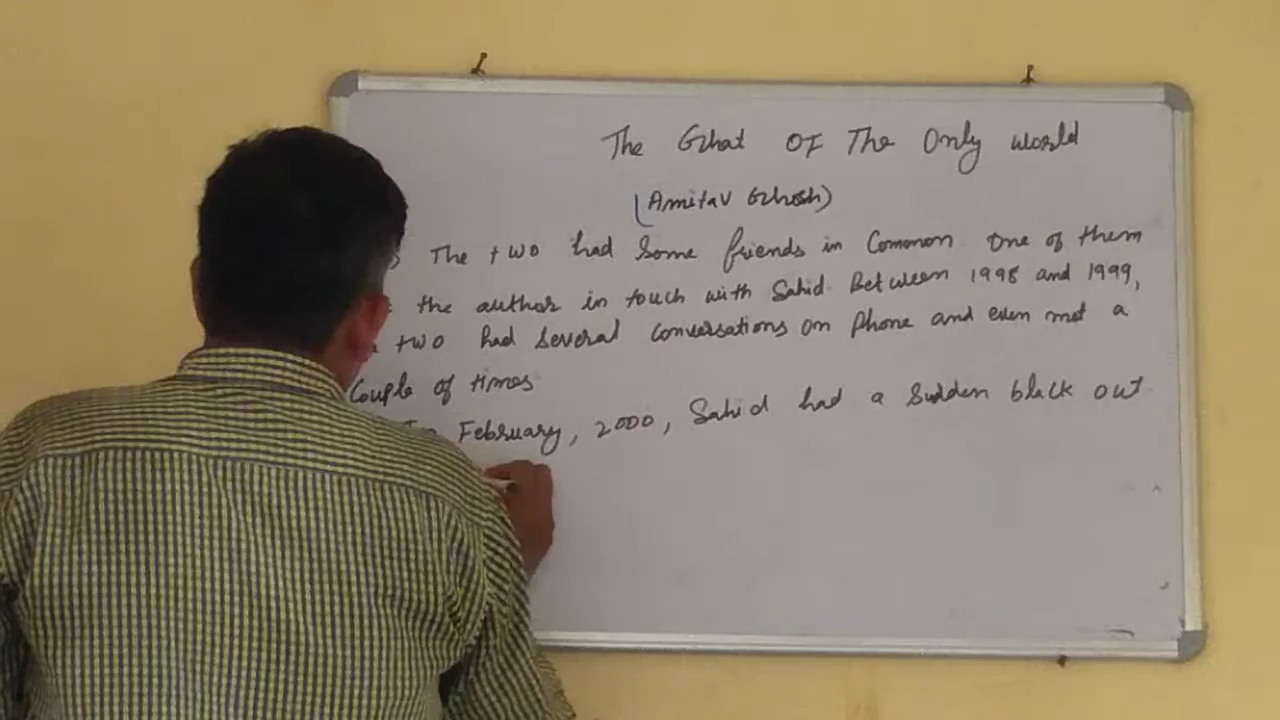 The Ghat OF The Only World
(Amitav Ghosh)
The two had Some friends in Common One of them
the author in touch with Sahid. Between 1998 and 1999,
two had Several conversations on phone and even met a
Couple of times
In February, 2000, Sahid had a Sudden black out